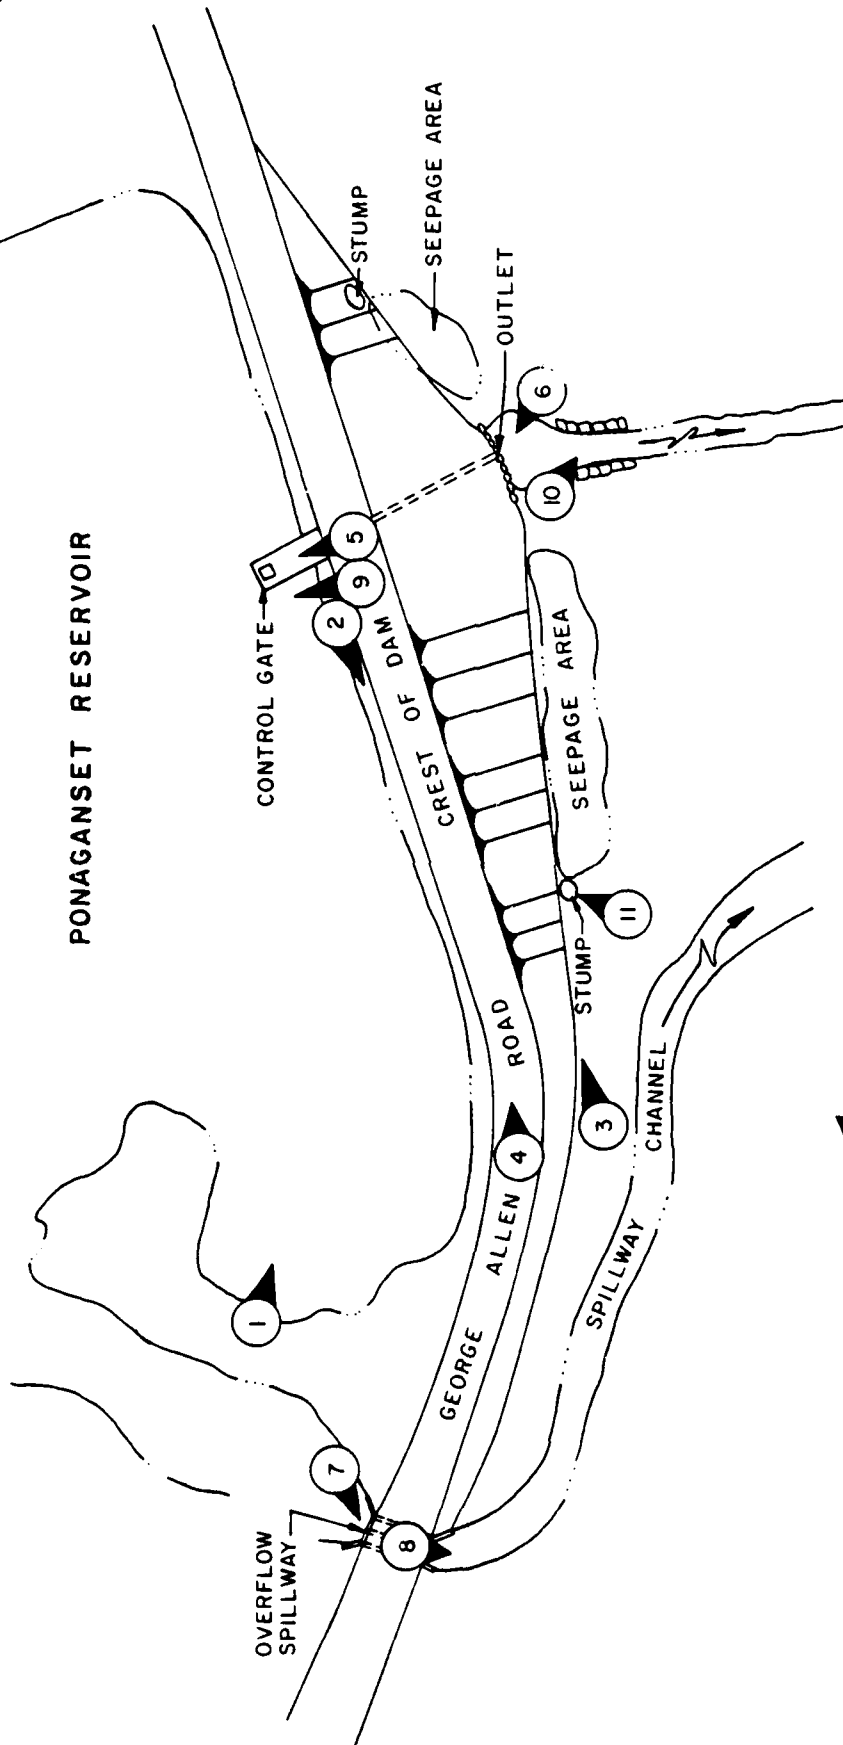 PONAGANSET RESERVOIR
CONTROL GATE
STUMP
SEEPAGE AREA
OUTLET
CREST OF DAM
SEEPAGE AREA
STUMP
GEORGE ALLEN ROAD
SPILLWAY CHANNEL
OVERFLOW
SPILLWAY
1
2
3
4
5
6
7
8
9
10
11